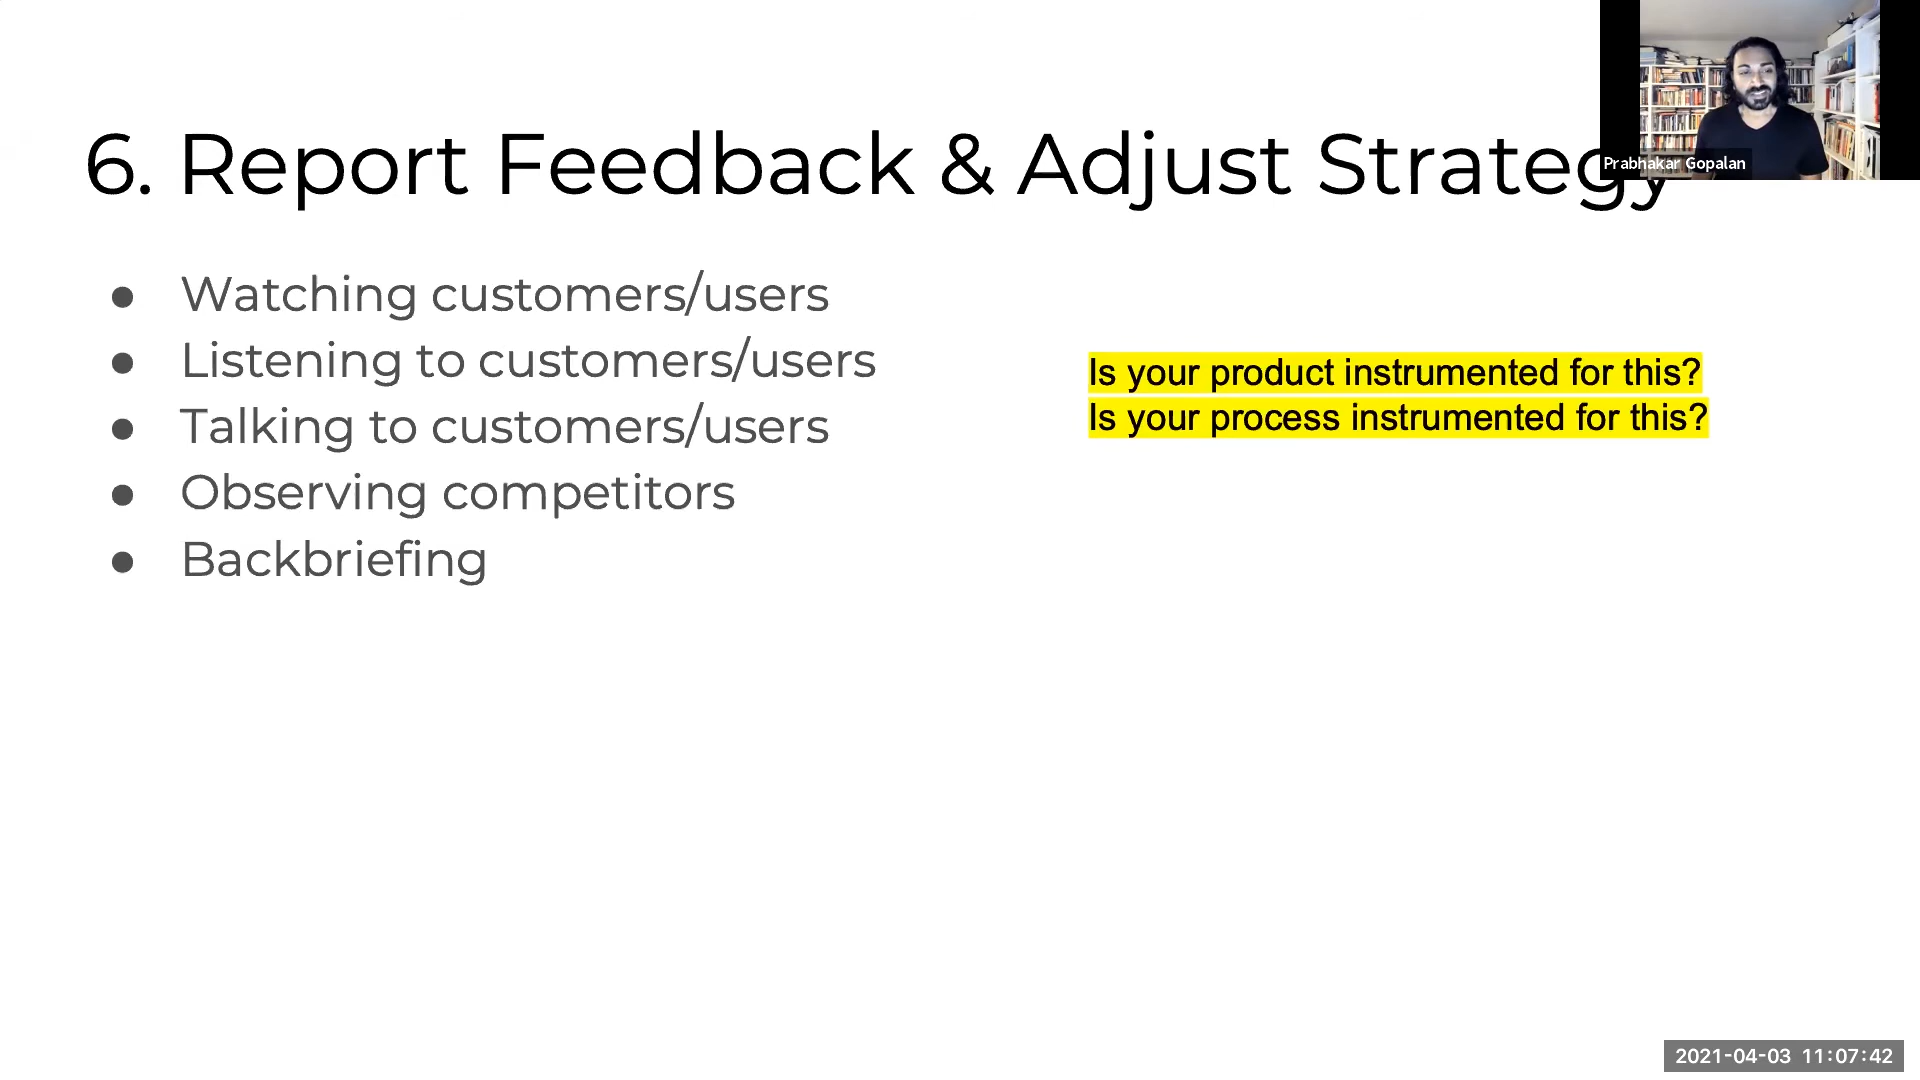 6. Report Feedback & Adjust Strategy
Prabhakar Gopalan
● Watching customers/users
● Listening to customers/users
● Talking to customers/users
● Observing competitors
● Backbriefing
Is your product instrumented for this?
Is your process instrumented for this?
2021-04-03 11:07:42